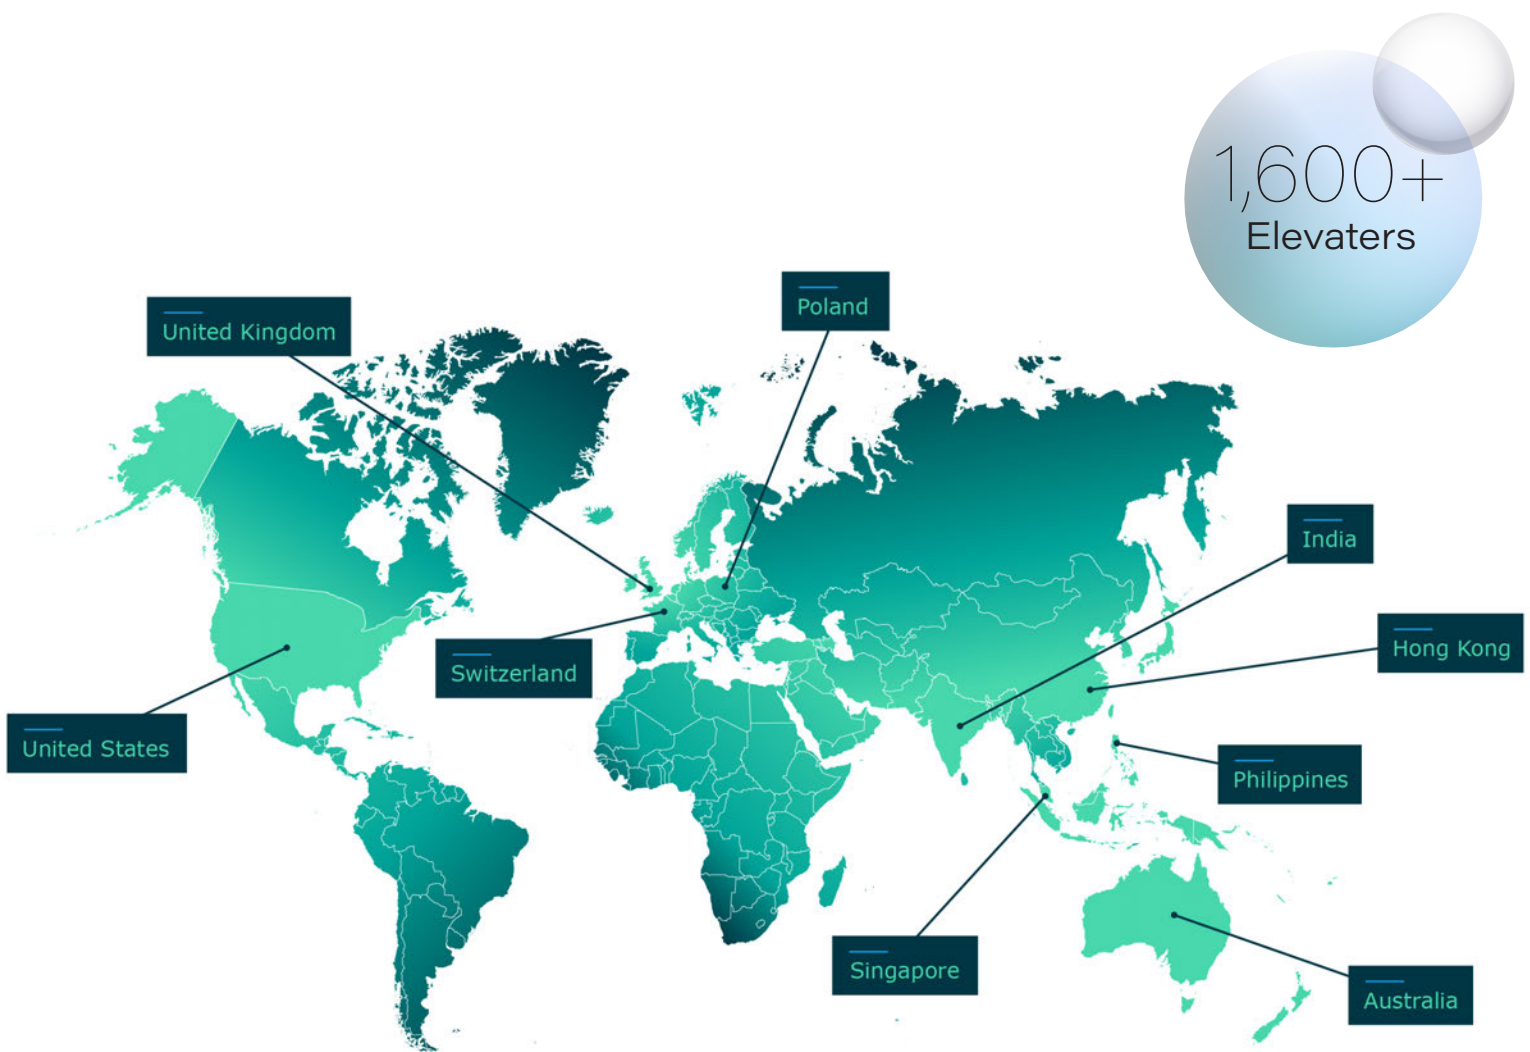 1,600+
Elevaters
Poland
United Kingdom
India
Hong Kong
Switzerland
United States
Philippines
Singapore
Australia